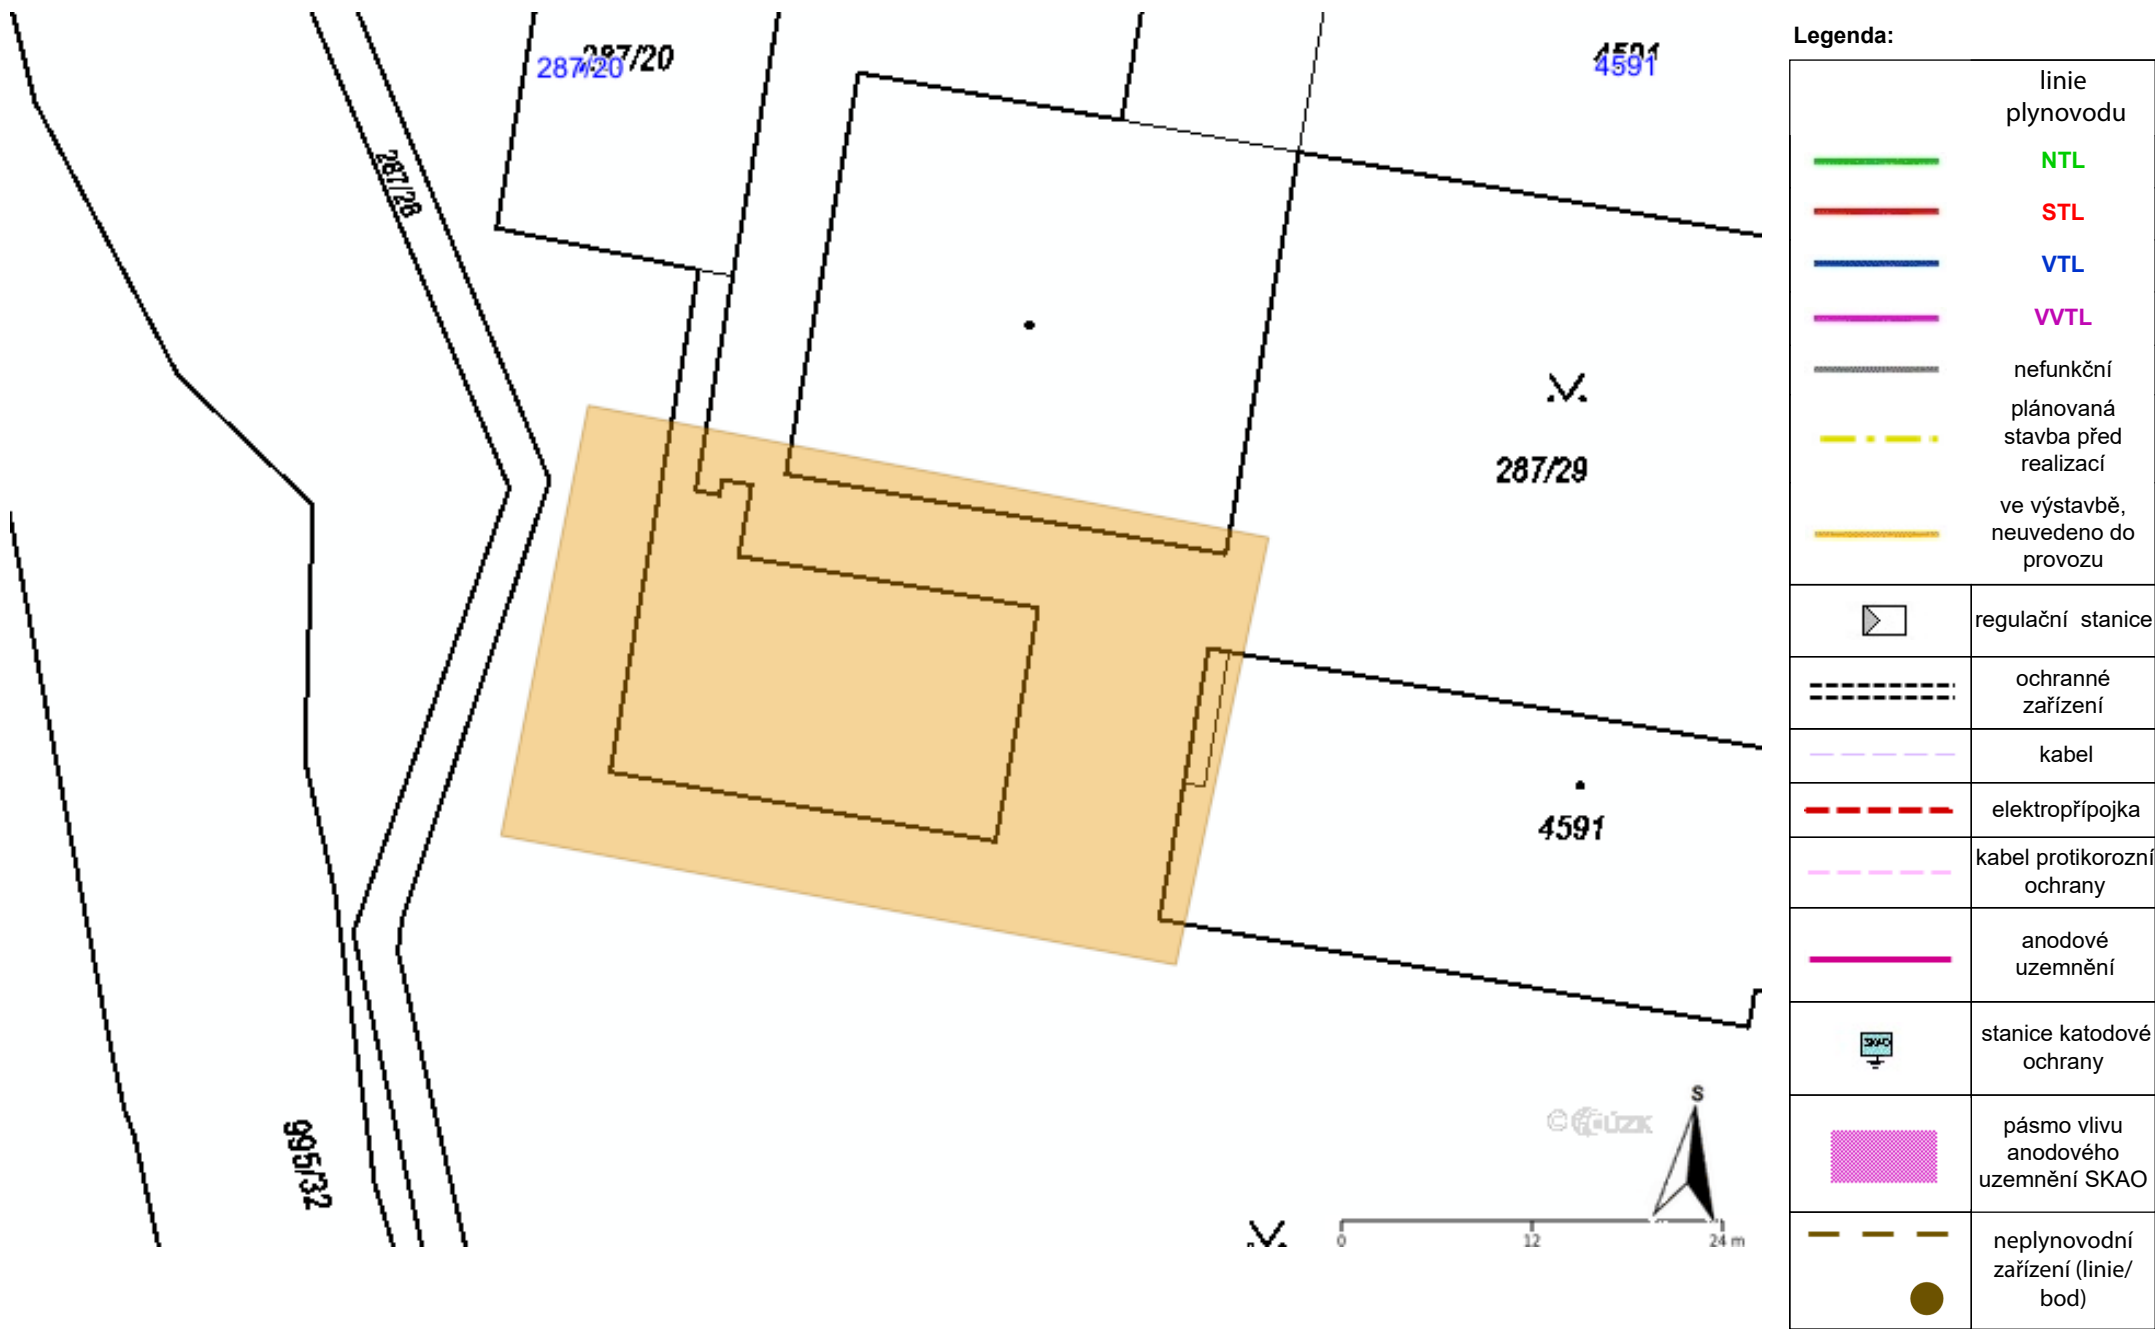 287/20
287/20
4591
4591
287/28
287/29
4591
995/32
S
© ČÚZK
0 12 24 m
Legenda:
linie
plynovodu
NTL
STL
VTL
VVTL
nefunkční
plánovaná
stavba před
realizací
ve výstavbě,
neuvedeno do
provozu
regulační stanice
ochranné
zařízení
kabel
elektropřípojka
kabel protikorozní
ochrany
anodové
uzemnění
SKAO
stanice katodové
ochrany
pásmo vlivu
anodového
uzemnění SKAO
neplynovodní
zařízení (linie/
bod)